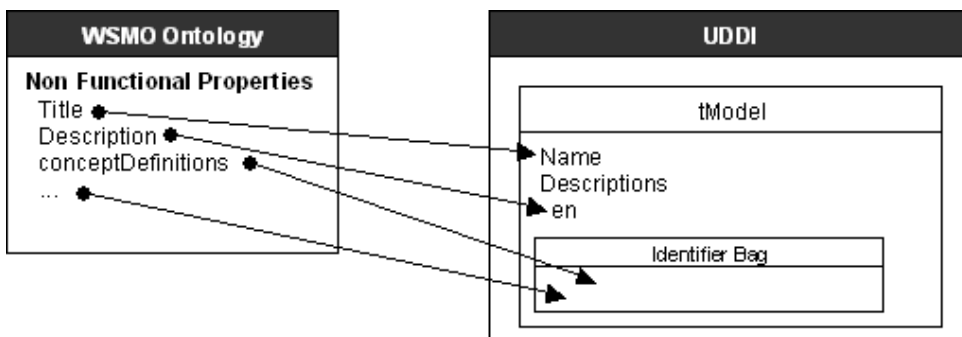 WSMO Ontology
Non Functional Properties
Title
Description
conceptDefinitions
...
UDDI
tModel
Name
Descriptions
en
Identifier Bag